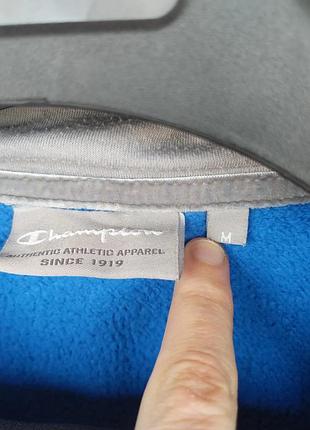 Champion
AUTHENTIC ATHLETIC APPAREL
SINCE 1919
M